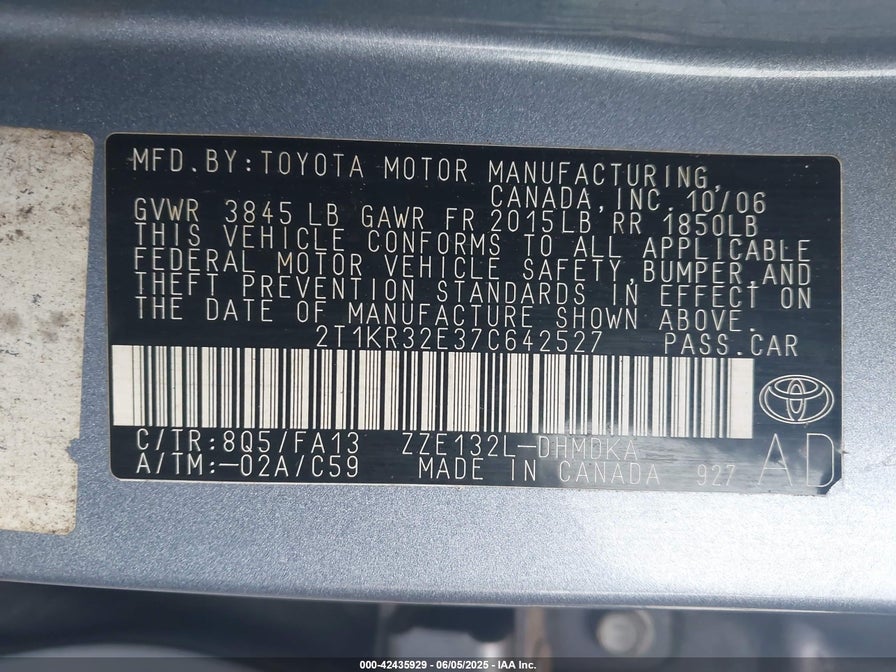 MFD.BY:TOYOTA MOTOR MANUFACTURING,
CANADA,INC. 10/06
GVWR 3845 LB GAWR FR 2015LB RR 1850LB
THIS VEHICLE CONFORMS TO ALL APPLICABLE
FEDERAL MOTOR VEHICLE SAFETY,BUMPER,AND
THEFT PREVENTION STANDARDS IN EFFECT ON
THE DATE OF MANUFACTURE SHOWN ABOVE.
2T1KR32E37C642527 PASS.CAR
C/TR:8Q5/FA13 ZZE132L-DHMDKA
A/TM:-02A/C59 MADE IN CANADA 927 AD
000-42435929 - 06/05/2025 - IAA Inc.